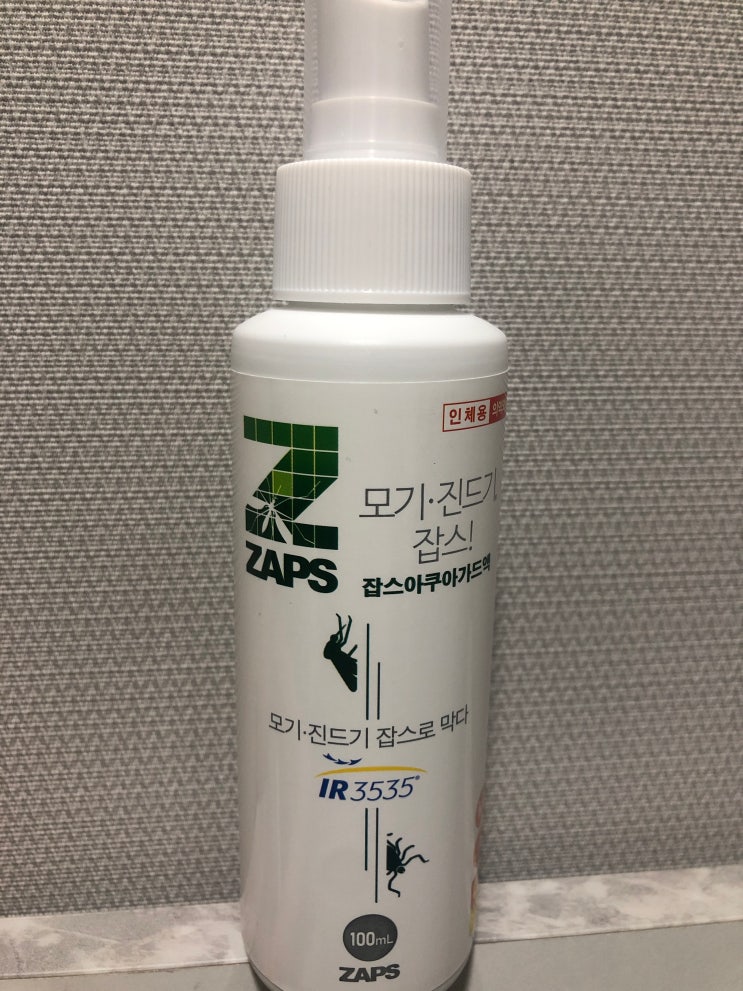 인체용
Z
모기·진드기
잡스!
ZAPS
잡스아쿠아가드액
모기·진드기 잡스로 막다
IR3535®
100mL
ZAPS